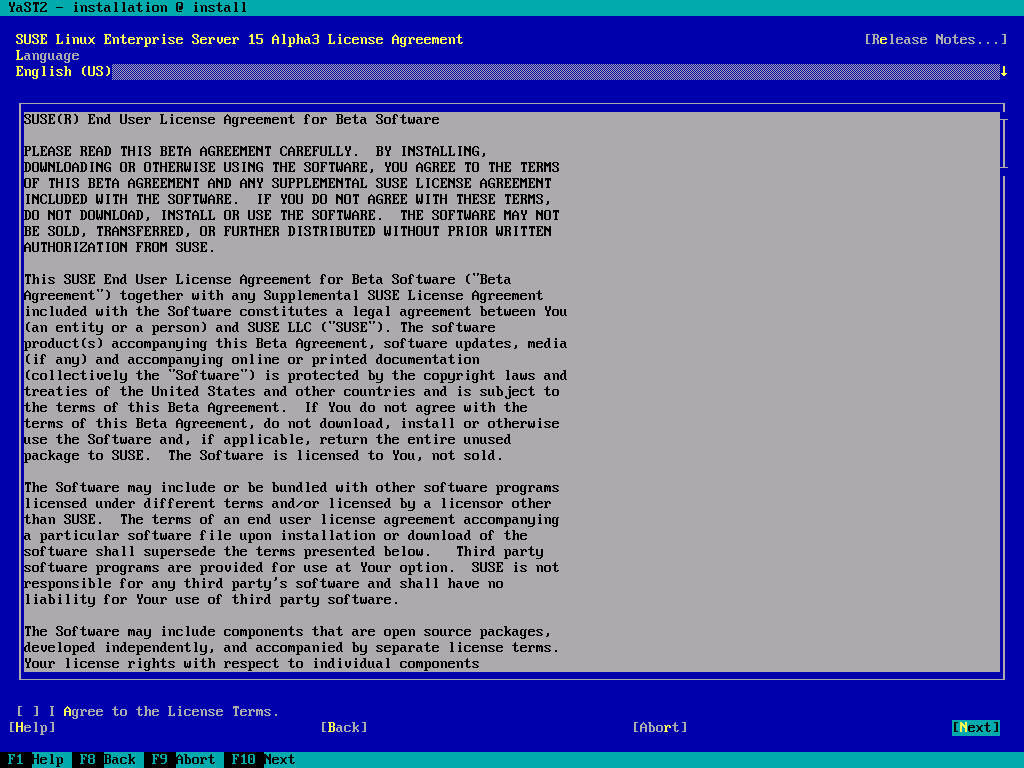 YaST2 - installation @ install
SUSE Linux Enterprise Server 15 Alpha3 License Agreement [Release Notes...]
Language
English (US)
SUSE(R) End User License Agreement for Beta Software
PLEASE READ THIS BETA AGREEMENT CAREFULLY.  BY INSTALLING,
DOWNLOADING OR OTHERWISE USING THE SOFTWARE, YOU AGREE TO THE TERMS
OF THIS BETA AGREEMENT AND ANY SUPPLEMENTAL SUSE LICENSE AGREEMENT
INCLUDED WITH THE SOFTWARE.  IF YOU DO NOT AGREE WITH THESE TERMS,
DO NOT DOWNLOAD, INSTALL OR USE THE SOFTWARE.  THE SOFTWARE MAY NOT
BE SOLD, TRANSFERRED, OR FURTHER DISTRIBUTED WITHOUT PRIOR WRITTEN
AUTHORIZATION FROM SUSE.
This SUSE End User License Agreement for Beta Software ("Beta
Agreement") together with any Supplemental SUSE License Agreement
included with the Software constitutes a legal agreement between You
(an entity or a person) and SUSE LLC ("SUSE"). The software
product(s) accompanying this Beta Agreement, software updates, media
(if any) and accompanying online or printed documentation
(collectively the "Software") is protected by the copyright laws and
treaties of the United States and other countries and is subject to
the terms of this Beta Agreement.  If You do not agree with the
terms of this Beta Agreement, do not download, install or otherwise
use the Software and, if applicable, return the entire unused
package to SUSE.  The Software is licensed to You, not sold.
The Software may include or be bundled with other software programs
licensed under different terms and/or licensed by a licensor other
than SUSE.  The terms of an end user license agreement accompanying
a particular software file upon installation or download of the
software shall supersede the terms presented below.   Third party
software programs are provided for use at Your option.  SUSE is not
responsible for any third party's software and shall have no
liability for Your use of third party software.
The Software may include components that are open source packages,
developed independently, and accompanied by separate license terms.
Your license rights with respect to individual components
[ ] I Agree to the License Terms.
[Help] [Back] [Abort] [Next]
F1 Help F8 Back F9 Abort F10 Next